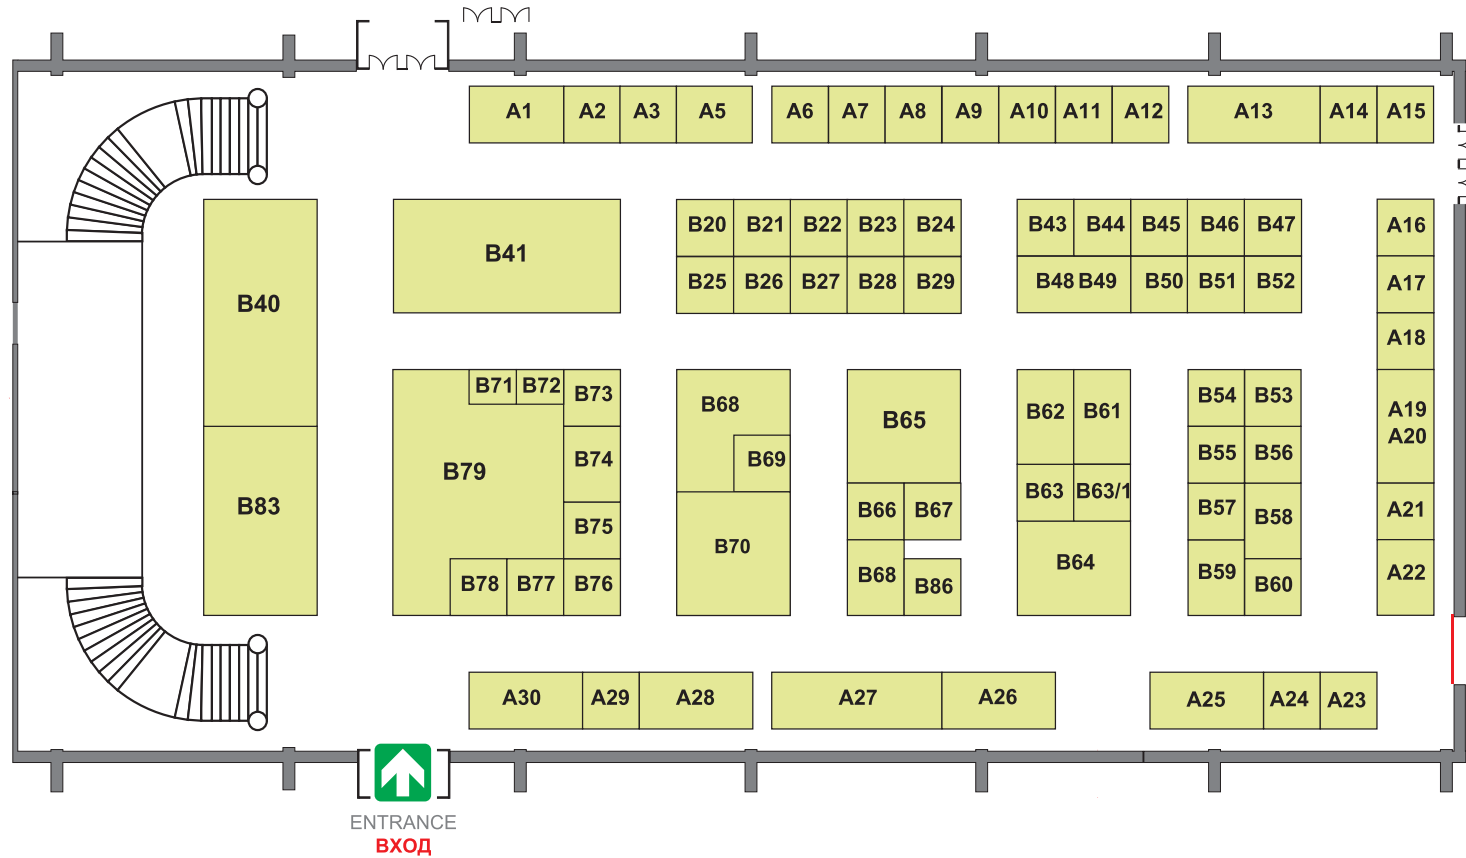 A1 A2 A3 A5 A6 A7 A8 A9 A10 A11 A12 A13 A14 A15
B20 B21 B22 B23 B24 B43 B44 B45 B46 B47 A16
B41
B25 B26 B27 B28 B29 B48 B49 B50 B51 B52 A17
B40
A18
B71 B72 B73 B68 B62 B61 B54 B53 A19
B65
A20
B79 B74 B69 B55 B56
B63 B63/1
B83 B75 B70 B66 B67 B57 B58 A21
B64
B78 B77 B76 B68 B86 B59 B60 A22
A30 A29 A28 A27 A26 A25 A24 A23
ENTRANCE
ВХОД